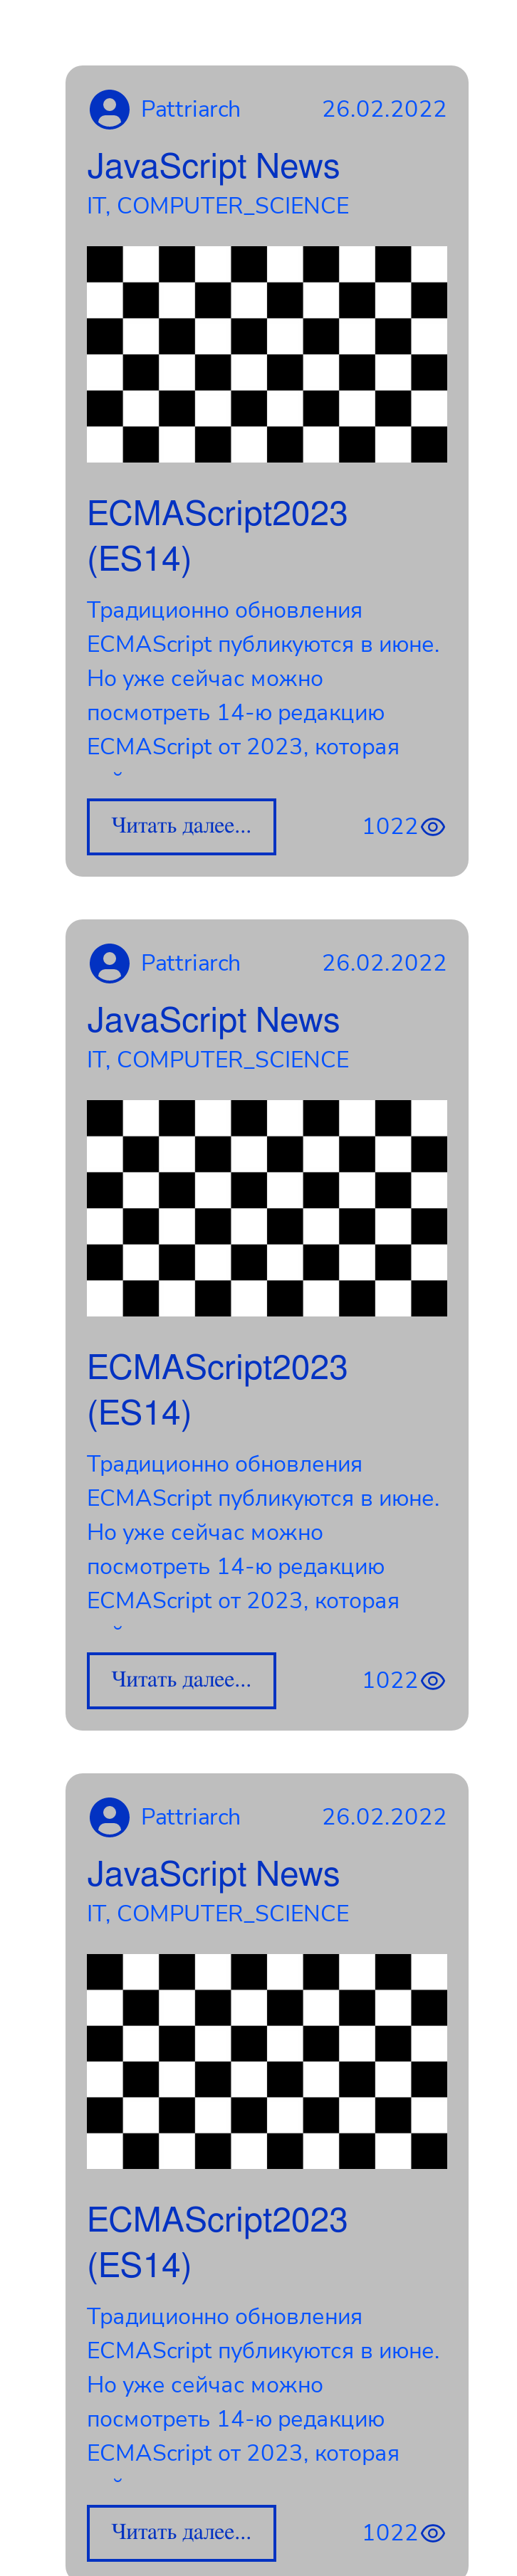 Pattriarch 26.02.2022
JavaScript News
IT, COMPUTER_SCIENCE
ECMAScript2023
(ES14)
Традиционно обновления
ECMAScript публикуются в июне.
Но уже сейчас можно
посмотреть 14-ю редакцию
ECMAScript от 2023, которая
Читать далее... 1022
Pattriarch 26.02.2022
JavaScript News
IT, COMPUTER_SCIENCE
ECMAScript2023
(ES14)
Традиционно обновления
ECMAScript публикуются в июне.
Но уже сейчас можно
посмотреть 14-ю редакцию
ECMAScript от 2023, которая
Читать далее... 1022
Pattriarch 26.02.2022
JavaScript News
IT, COMPUTER_SCIENCE
ECMAScript2023
(ES14)
Традиционно обновления
ECMAScript публикуются в июне.
Но уже сейчас можно
посмотреть 14-ю редакцию
ECMAScript от 2023, которая
Читать далее... 1022